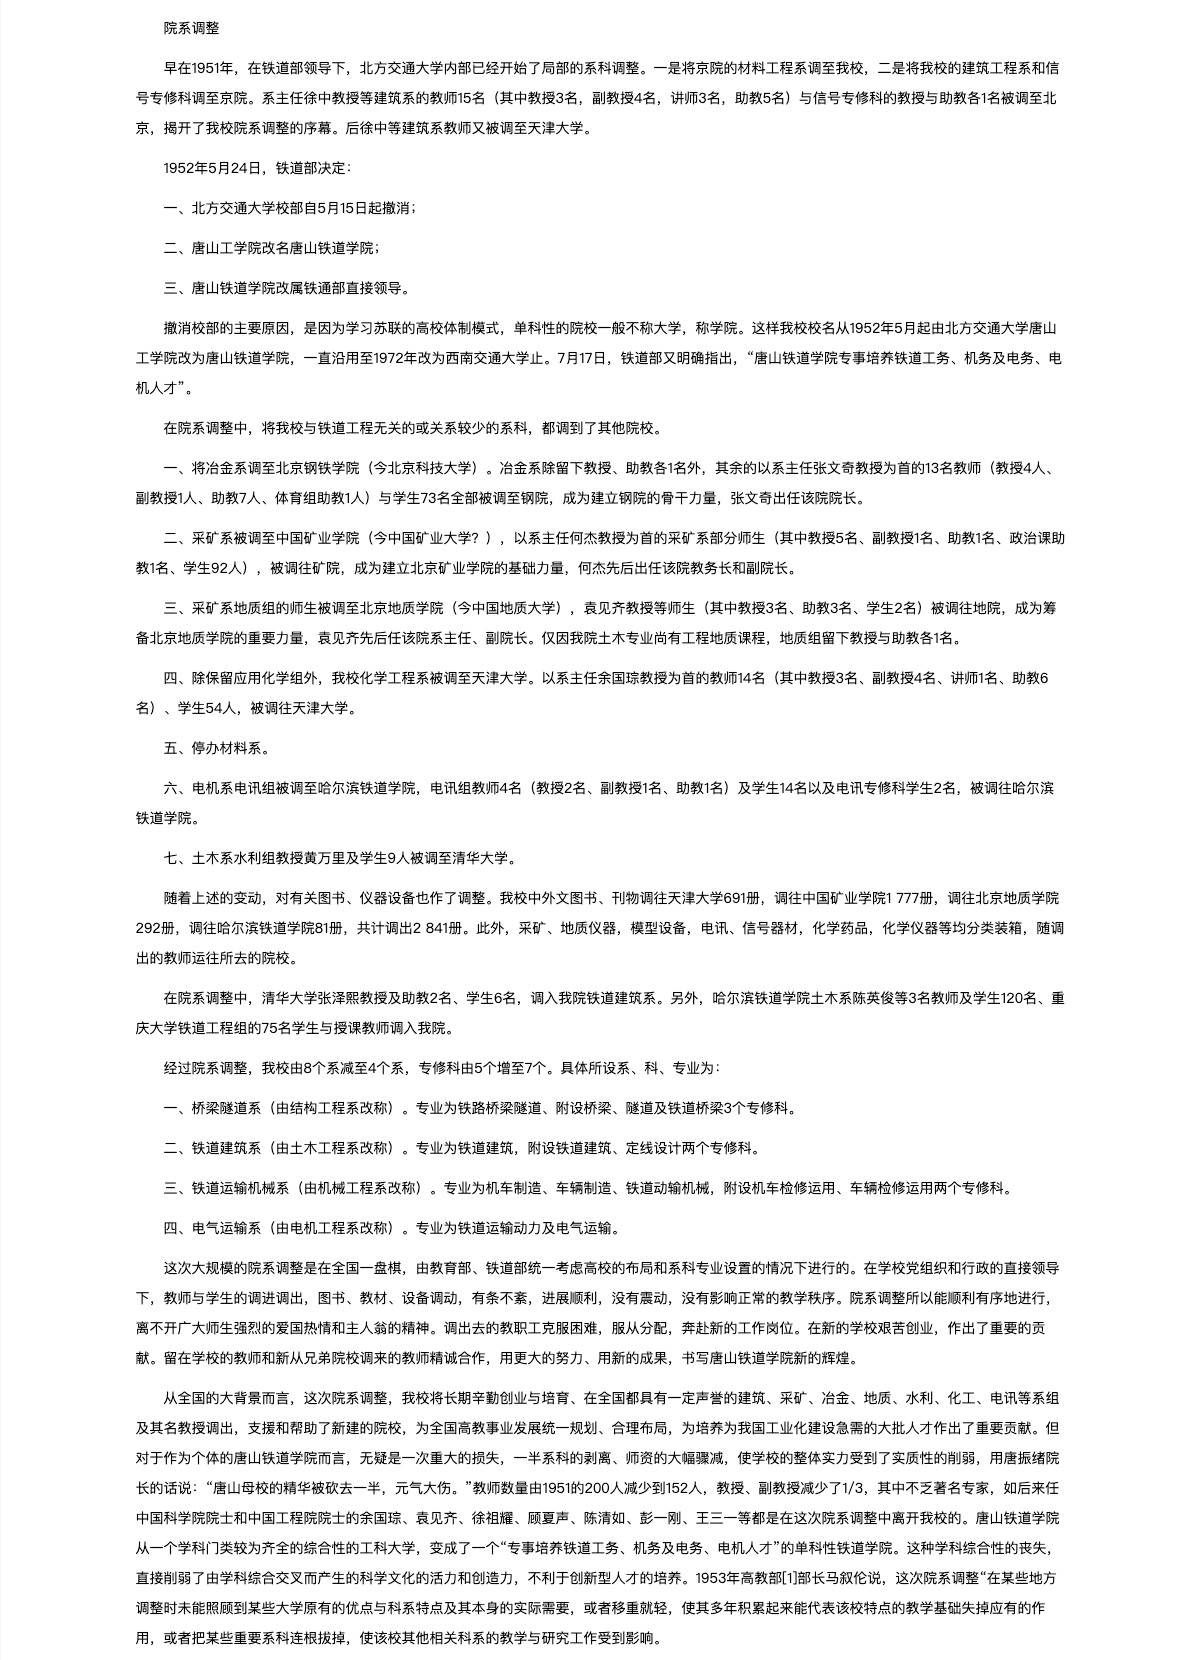 院系调整
早在1951年，在铁道部领导下，北方交通大学内部已经开始了局部的系科调整。一是将京院的材料工程系调至我校，二是将我校的建筑工程系和信
号专修科调至京院。系主任徐中教授等建筑系的教师15名（其中教授3名，副教授4名，讲师3名，助教5名）与信号专修科的教授与助教各1名被调至北
京，揭开了我校院系调整的序幕。后徐中等建筑系教师又被调至天津大学。
1952年5月24日，铁道部决定：
一、北方交通大学校部自5月15日起撤消；
二、唐山工学院改名唐山铁道学院；
三、唐山铁道学院改属铁通部直接领导。
撤消校部的主要原因，是因为学习苏联的高校体制模式，单科性的院校一般不称大学，称学院。这样我校校名从1952年5月起由北方交通大学唐山
工学院改为唐山铁道学院，一直沿用至1972年改为西南交通大学止。7月17日，铁道部又明确指出，“唐山铁道学院专事培养铁道工务、机务及电务、电
机人才”。
在院系调整中，将我校与铁道工程无关的或关系较少的系科，都调到了其他院校。
一、将冶金系调至北京钢铁学院（今北京科技大学）。冶金系除留下教授、助教各1名外，其余的以系主任张文奇教授为首的13名教师（教授4人、
副教授1人、助教7人、体育组助教1人）与学生73名全部被调至钢院，成为建立钢院的骨干力量，张文奇出任该院院长。
二、采矿系被调至中国矿业学院（今中国矿业大学？），以系主任何杰教授为首的采矿系部分师生（其中教授5名、副教授1名、助教1名、政治课助
教1名、学生92人），被调往矿院，成为建立北京矿业学院的基础力量，何杰先后出任该院教务长和副院长。
三、采矿系地质组的师生被调至北京地质学院（今中国地质大学），袁见齐教授等师生（其中教授3名、助教3名、学生2名）被调往地院，成为筹
备北京地质学院的重要力量，袁见齐先后任该院系主任、副院长。仅因我院土木专业尚有工程地质课程，地质组留下教授与助教各1名。
四、除保留应用化学组外，我校化学工程系被调至天津大学。以系主任余国琮教授为首的教师14名（其中教授3名、副教授4名、讲师1名、助教6
名）、学生54人，被调往天津大学。
五、停办材料系。
六、电机系电讯组被调至哈尔滨铁道学院，电讯组教师4名（教授2名、副教授1名、助教1名）及学生14名以及电讯专修科学生2名，被调往哈尔滨
铁道学院。
七、土木系水利组教授黄万里及学生9人被调至清华大学。
随着上述的变动，对有关图书、仪器设备也作了调整。我校中外文图书、刊物调往天津大学691册，调往中国矿业学院1 777册，调往北京地质学院
292册，调往哈尔滨铁道学院81册，共计调出2 841册。此外，采矿、地质仪器，模型设备，电讯、信号器材，化学药品，化学仪器等均分类装箱，随调
出的教师运往所去的院校。
在院系调整中，清华大学张泽熙教授及助教2名、学生6名，调入我院铁道建筑系。另外，哈尔滨铁道学院土木系陈英俊等3名教师及学生120名、重
庆大学铁道工程组的75名学生与授课教师调入我院。
经过院系调整，我校由8个系减至4个系，专修科由5个增至7个。具体所设系、科、专业为：
一、桥梁隧道系（由结构工程系改称）。专业为铁路桥梁隧道、附设桥梁、隧道及铁道桥梁3个专修科。
二、铁道建筑系（由土木工程系改称）。专业为铁道建筑，附设铁道建筑、定线设计两个专修科。
三、铁道运输机械系（由机械工程系改称）。专业为机车制造、车辆制造、铁道动输机械，附设机车检修运用、车辆检修运用两个专修科。
四、电气运输系（由电机工程系改称）。专业为铁道运输动力及电气运输。
这次大规模的院系调整是在全国一盘棋，由教育部、铁道部统一考虑高校的布局和系科专业设置的情况下进行的。在学校党组织和行政的直接领导
下，教师与学生的调进调出，图书、教材、设备调动，有条不紊，进展顺利，没有震动，没有影响正常的教学秩序。院系调整所以能顺利有序地进行，
离不开广大师生强烈的爱国热情和主人翁的精神。调出去的教职工克服困难，服从分配，奔赴新的工作岗位。在新的学校艰苦创业，作出了重要的贡
献。留在学校的教师和新从兄弟院校调来的教师精诚合作，用更大的努力、用新的成果，书写唐山铁道学院新的辉煌。
从全国的大背景而言，这次院系调整，我校将长期辛勤创业与培育、在全国都具有一定声誉的建筑、采矿、冶金、地质、水利、化工、电讯等系组
及其名教授调出，支援和帮助了新建的院校，为全国高教事业发展统一规划、合理布局，为培养为我国工业化建设急需的大批人才作出了重要贡献。但
对于作为个体的唐山铁道学院而言，无疑是一次重大的损失，一半系科的剥离、师资的大幅骤减，使学校的整体实力受到了实质性的削弱，用唐振绪院
长的话说：“唐山母校的精华被砍去一半，元气大伤。”教师数量由1951的200人减少到152人，教授、副教授减少了1/3，其中不乏著名专家，如后来任
中国科学院院士和中国工程院院士的余国琮、袁见齐、徐祖耀、顾夏声、陈清如、彭一刚、王三一等都是在这次院系调整中离开我校的。唐山铁道学院
从一个学科门类较为齐全的综合性的工科大学，变成了一个“专事培养铁道工务、机务及电务、电机人才”的单科性铁道学院。这种学科综合性的丧失，
直接削弱了由学科综合交叉而产生的科学文化的活力和创造力，不利于创新型人才的培养。1953年高教部[1]部长马叙伦说，这次院系调整“在某些地方
调整时未能照顾到某些大学原有的优点与科系特点及其本身的实际需要，或者移重就轻，使其多年积累起来能代表该校特点的教学基础失掉应有的作
用，或者把某些重要系科连根拔掉，使该校其他相关科系的教学与研究工作受到影响。